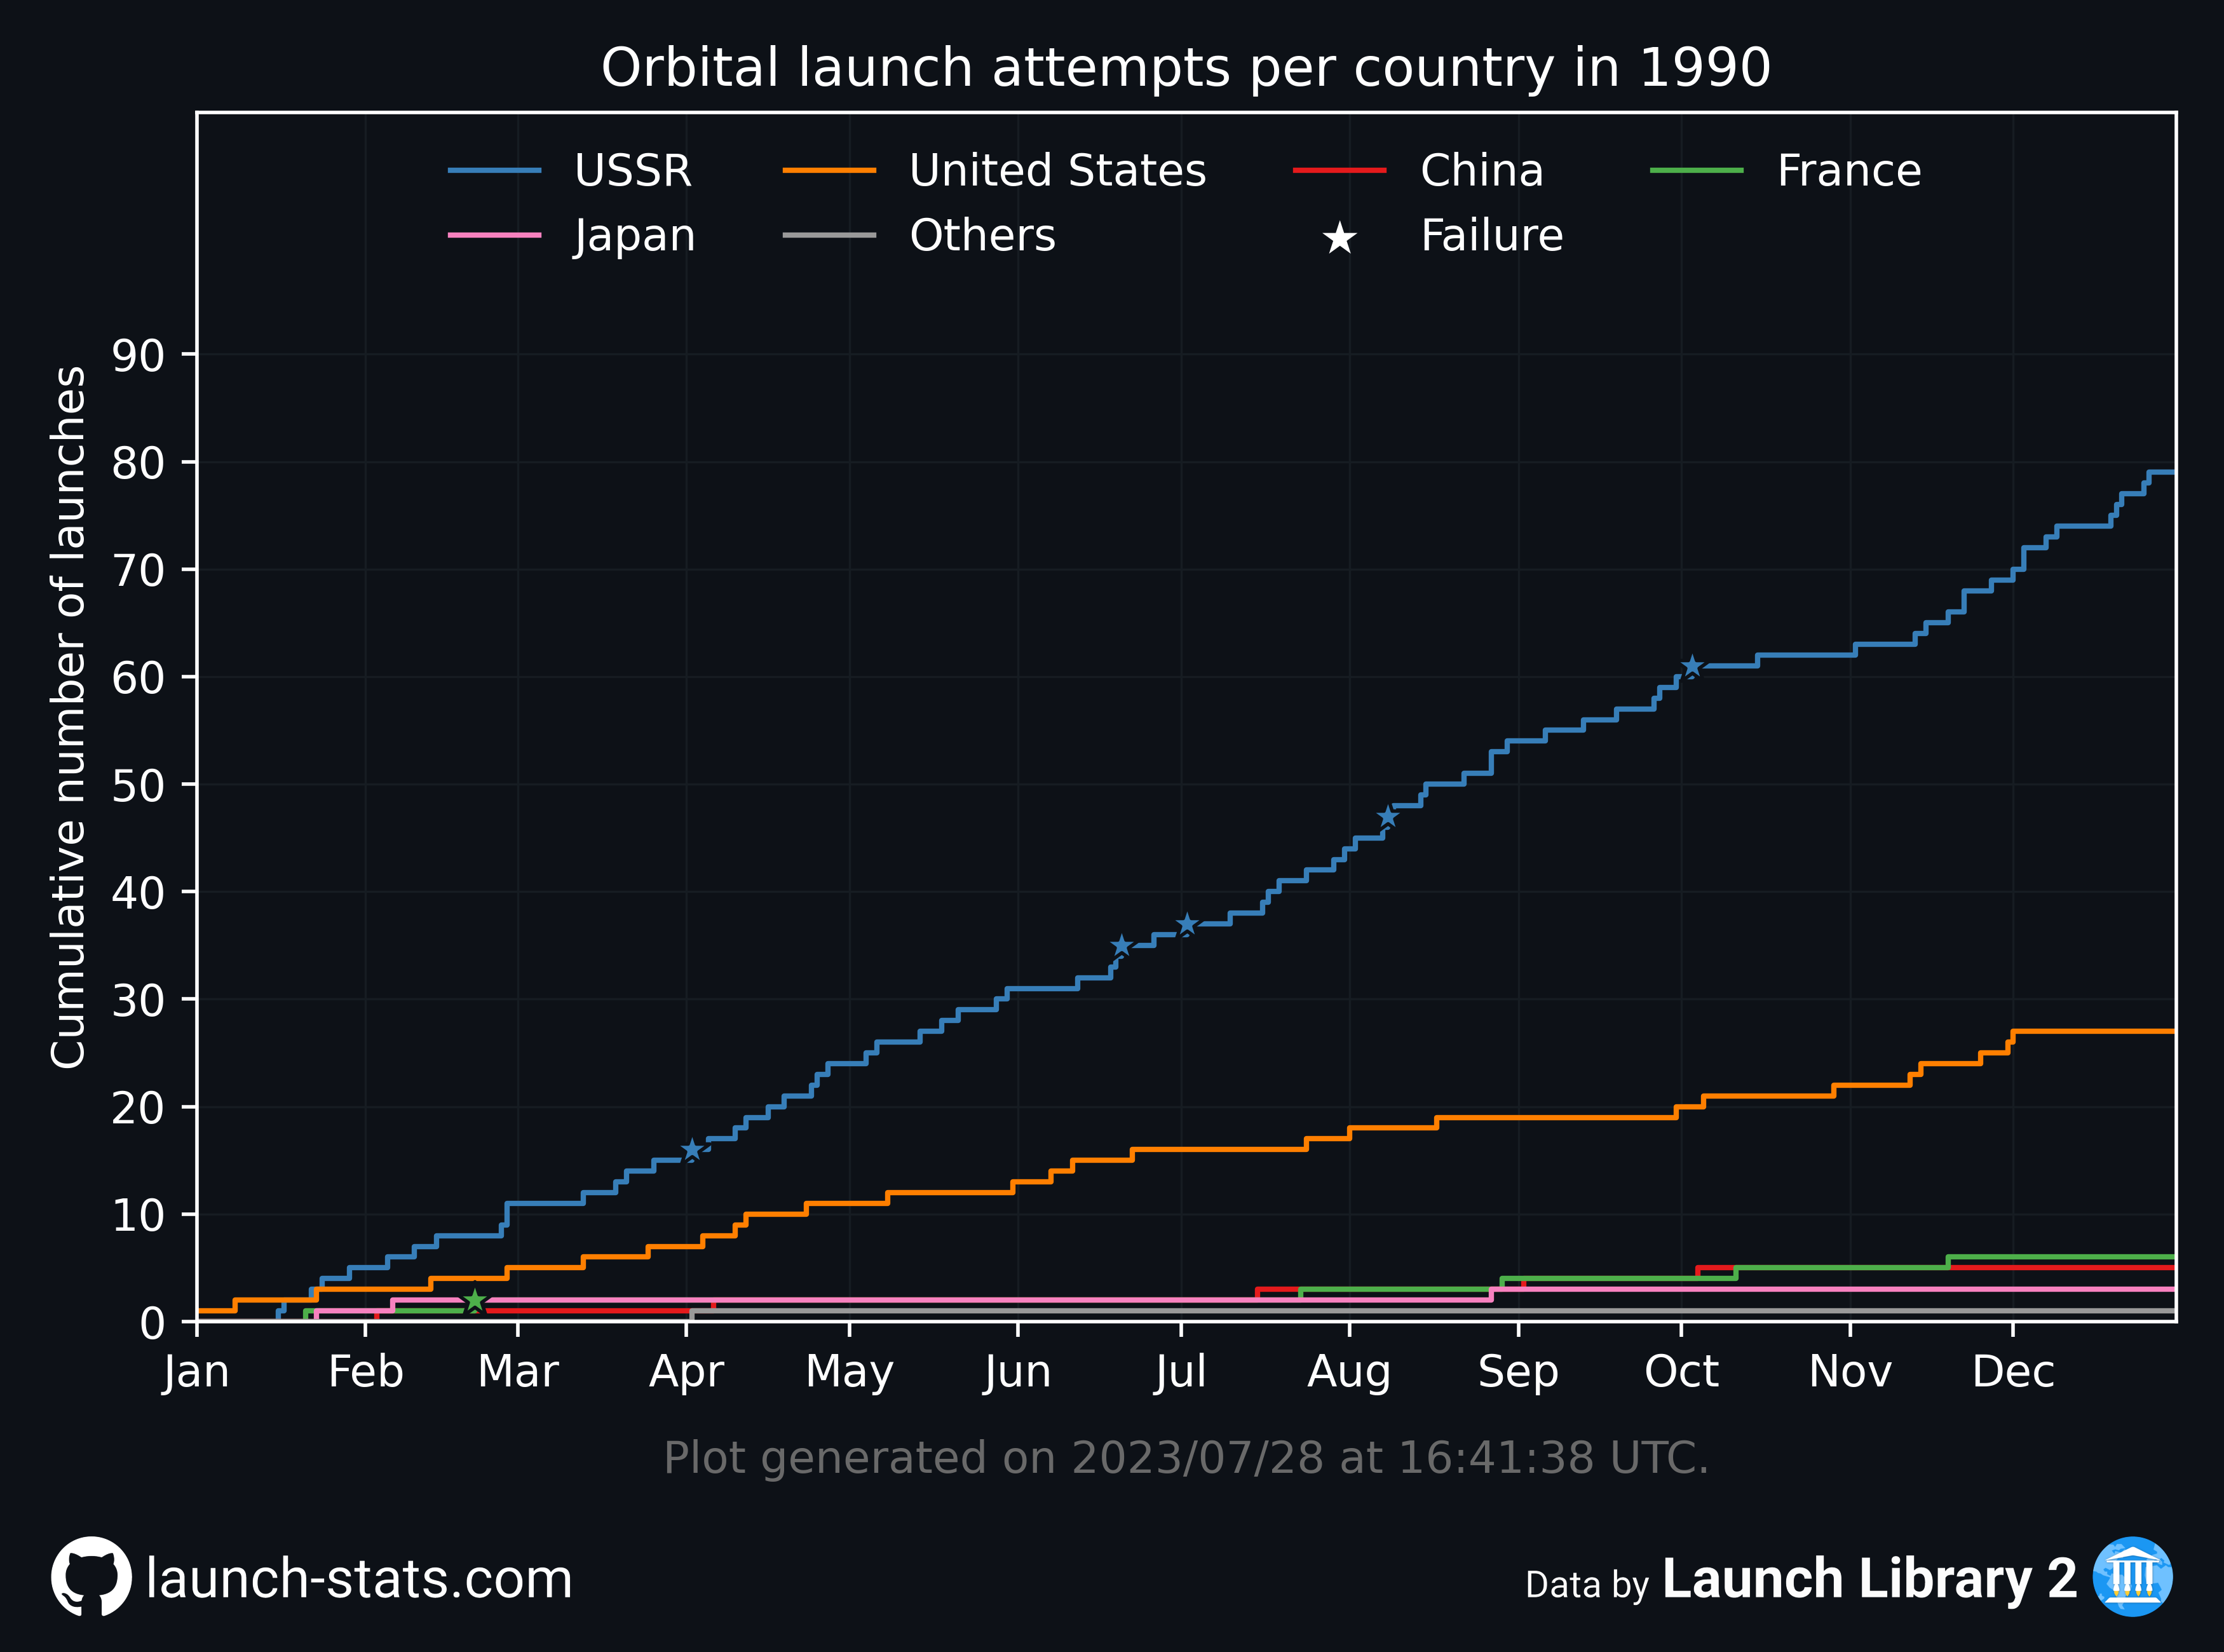 Orbital launch attempts per country in 1990
USSR United States China France
Japan Others Failure
Cumulative number of launches
90
80
70
60
50
40
30
20
10
0
Jan Feb Mar Apr May Jun Jul Aug Sep Oct Nov Dec
Plot generated on 2023/07/28 at 16:41:38 UTC.
launch-stats.com
Data by Launch Library 2